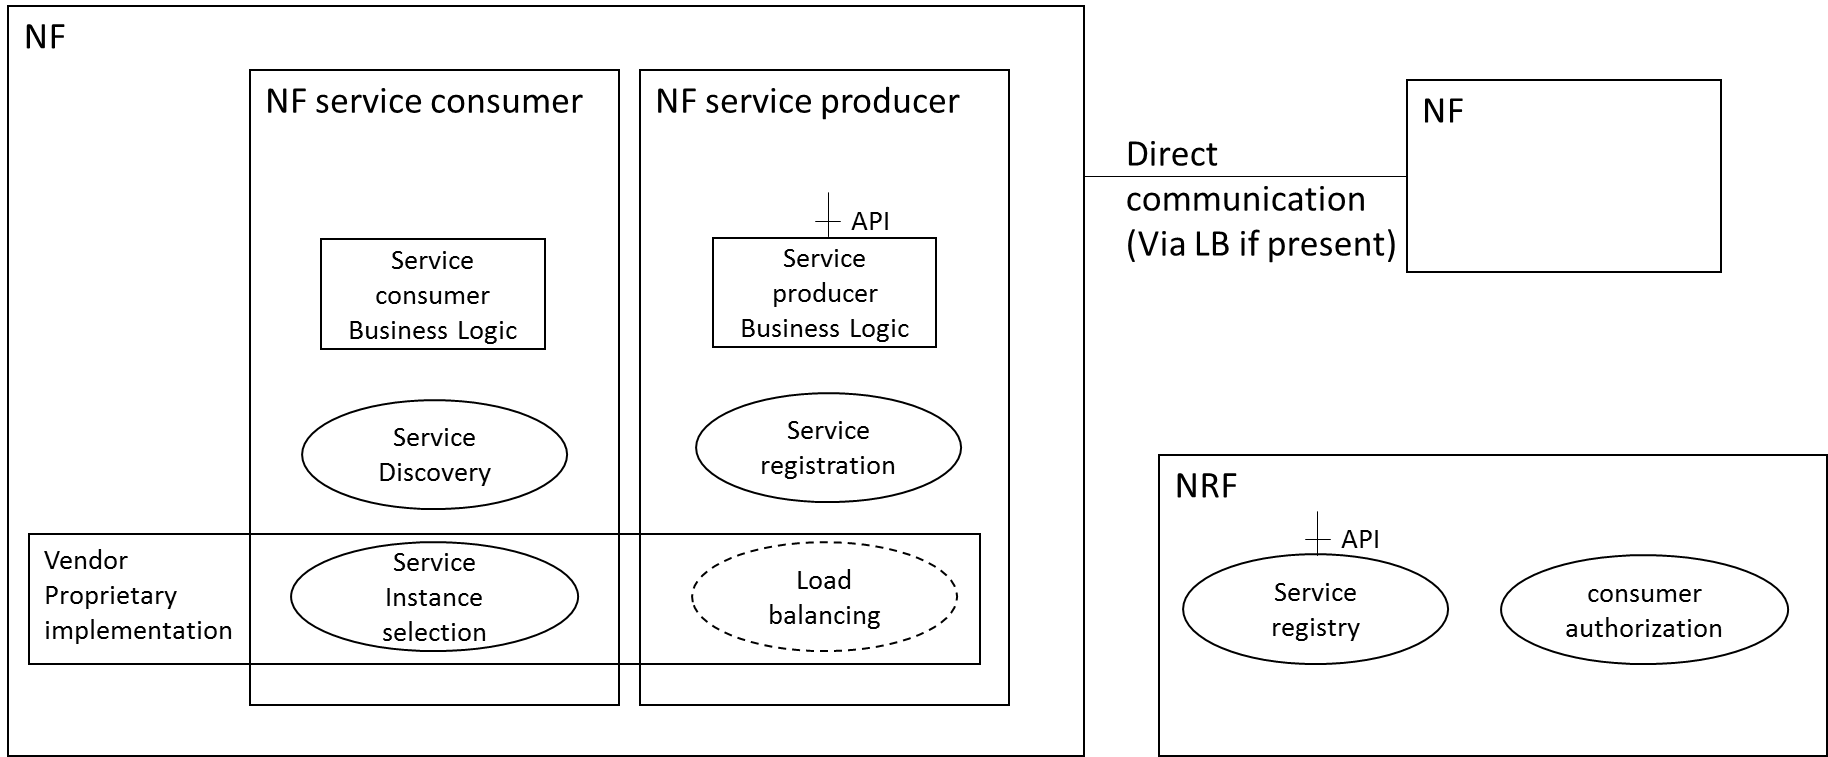 NF
NF service consumer
NF service producer
API
Service
consumer
Business Logic
Service
producer
Business Logic
Service
Discovery
Service
registration
Vendor
Proprietary
implementation
Service
Instance
selection
Load
balancing
Direct
communication
(Via LB if present)
NF
NRF
API
Service
registry
consumer
authorization